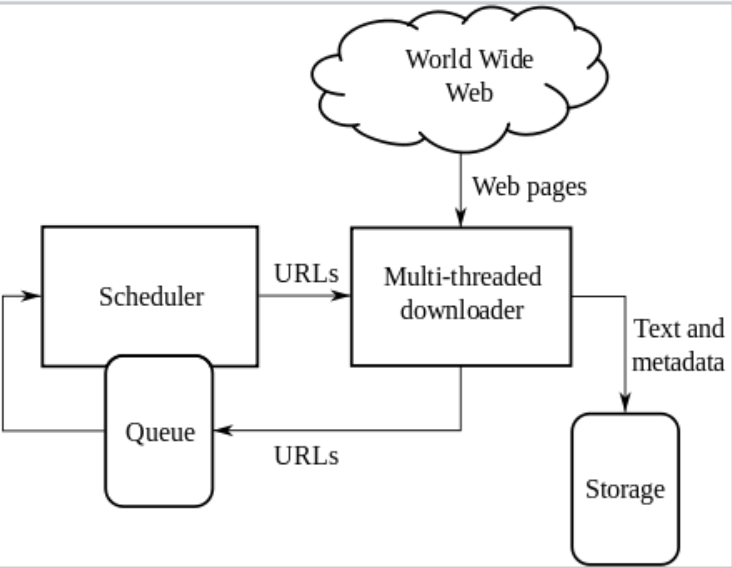 World Wide
Web
Web pages
Scheduler
URLs
Multi-threaded
downloader
Text and
metadata
Queue
URLs
Storage